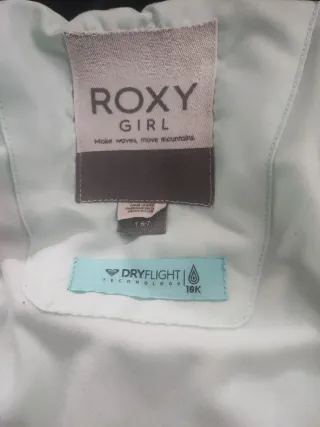 ROXY
GIRL
Make waves, move mountains.
DRYFLIGHT
TECHNOLOGY
10K